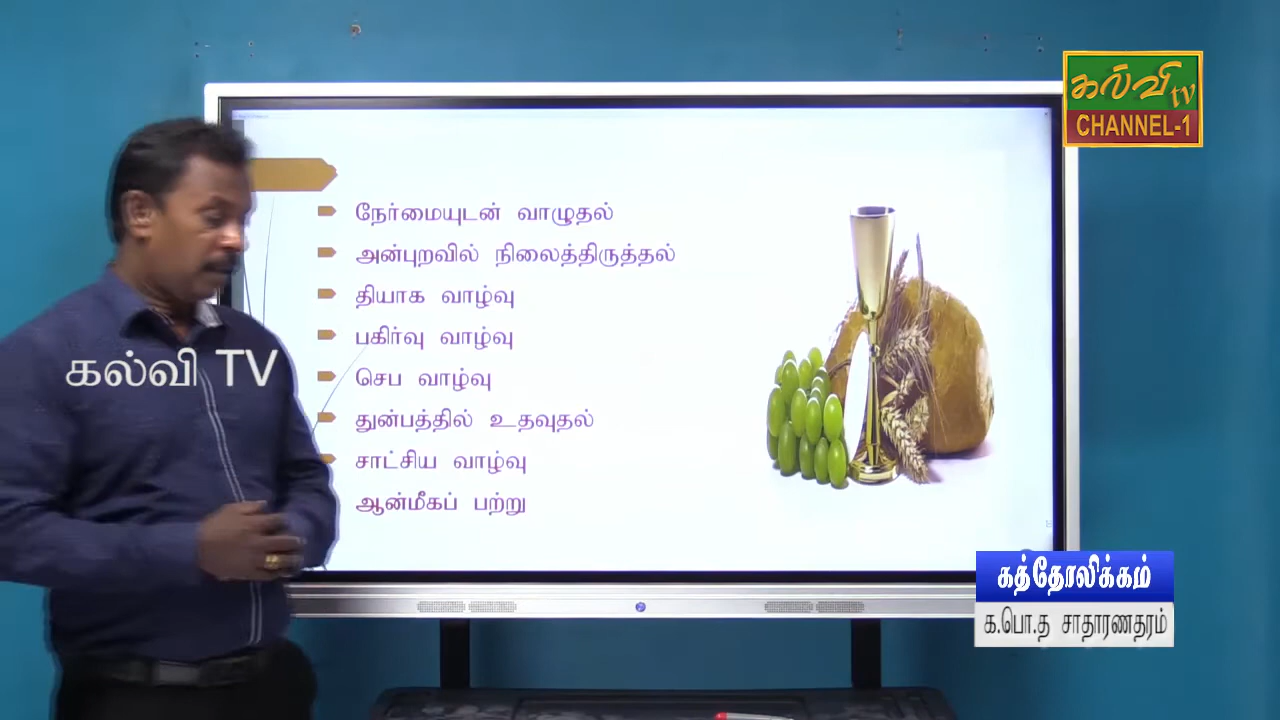 கல்வி tv
CHANNEL-1
நேர்மையுடன் வாழுதல்
அன்புறவில் நிலைத்திருத்தல்
தியாக வாழ்வு
பகிர்வு வாழ்வு
செப வாழ்வு
துன்பத்தில் உதவுதல்
சாட்சிய வாழ்வு
ஆன்மீகப் பற்று
கல்வி TV
கத்தோலிக்கம்
க.பொ.த சாதாரணதரம்